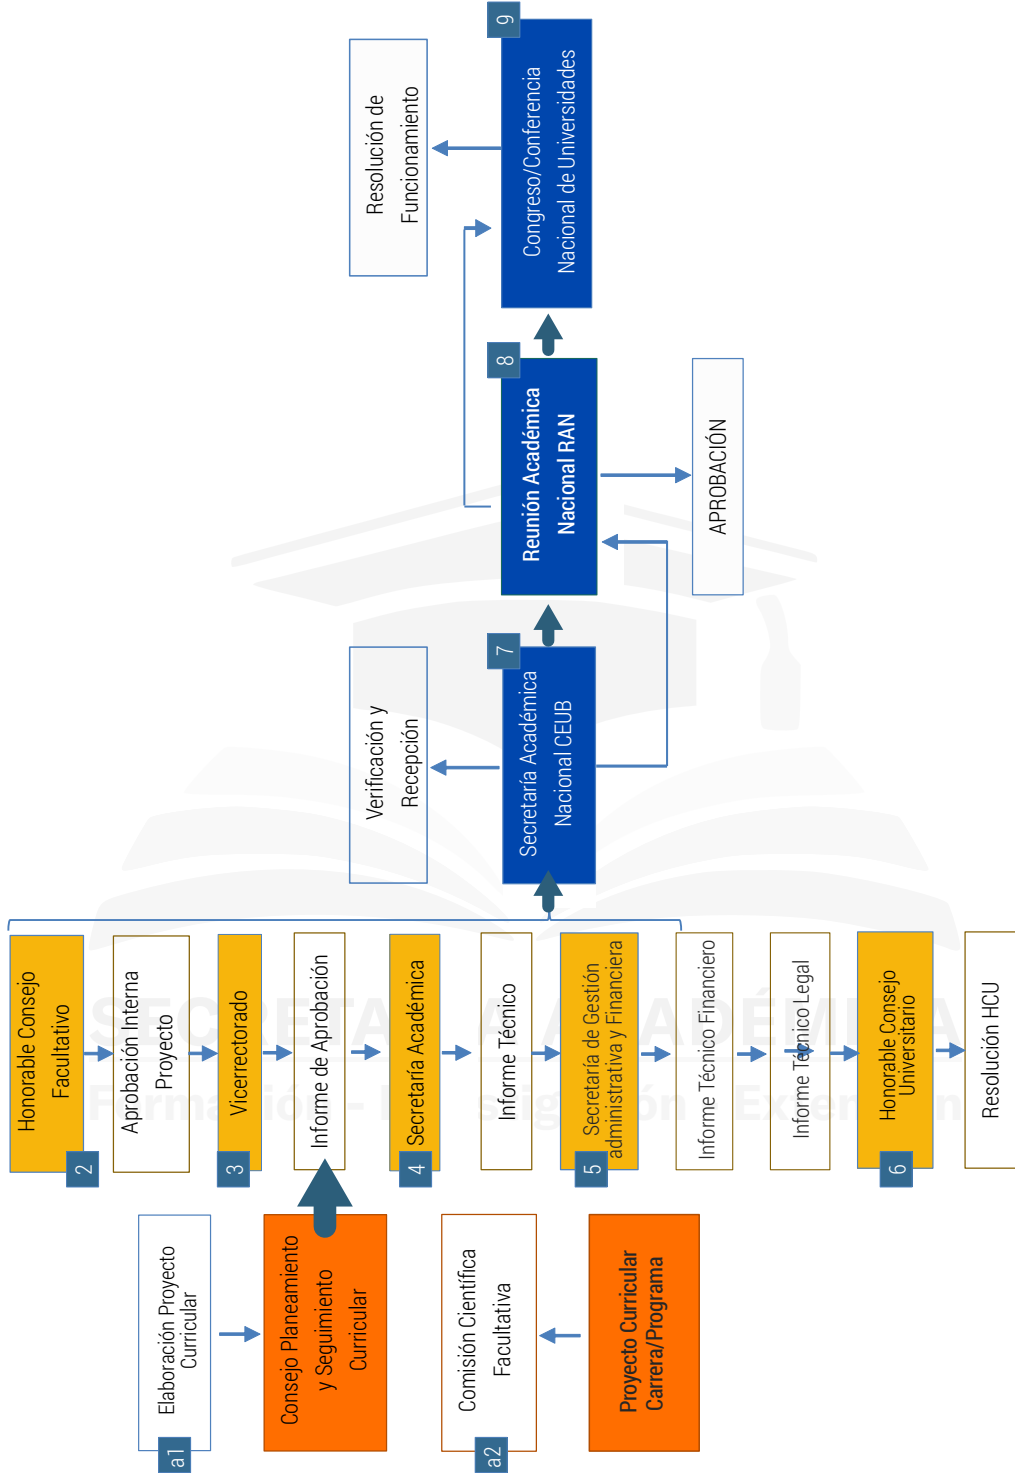 a1
Elaboración Proyecto
Curricular
Consejo Planeamiento
y Seguimiento
Curricular
a2
Comisión Científica
Facultativa
Proyecto Curricular
Carrera/Programa
2
Honorable Consejo
Facultativo
Aprobación Interna
Proyecto
3
Vicerrectorado
Informe de Aprobación
4
Secretaría Académica
Informe Técnico
5
Secretaría de Gestión
administrativa y Financiera
Informe Técnico Financiero
Informe Técnico Legal
6
Honorable Consejo
Universitario
Resolución HCU
Verificación y
Recepción
7
Secretaría Académica
Nacional CEUB
8
Reunión Académica
Nacional RAN
APROBACIÓN
Resolución de
Funcionamiento
9
Congreso/Conferencia
Nacional de Universidades